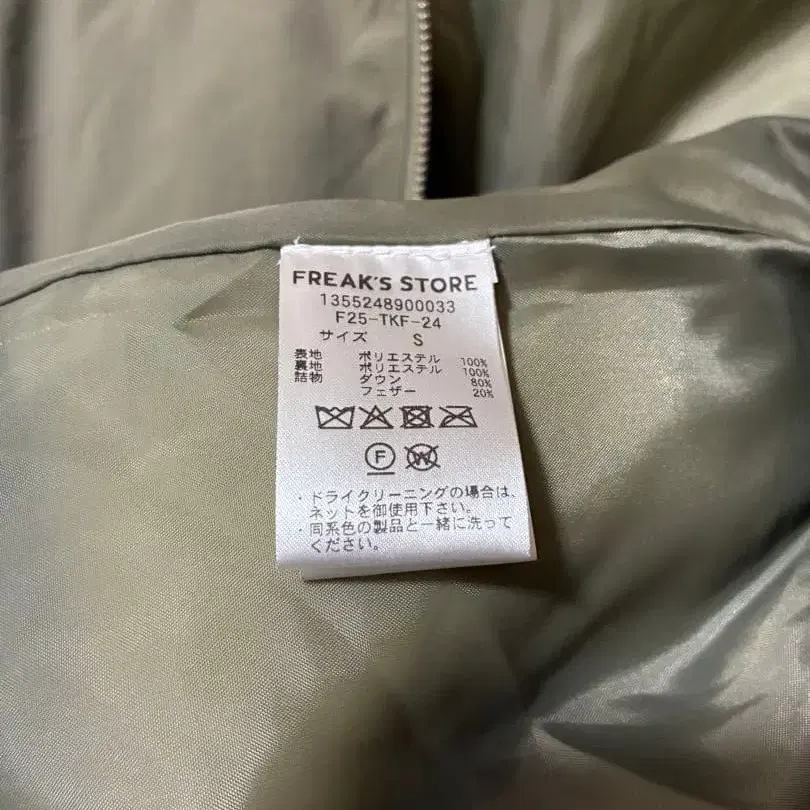 FREAK'S STORE
1355248900033
F25-TKF-24
サイズ S
表地 ポリエステル 100%
裏地 ポリエステル 100%
詰物 ダウン 80%
フェザー 20%
F W
・ドライクリーニングの場合は、
ネットを御使用下さい。
・同系色の製品と一緒に洗って
ください。